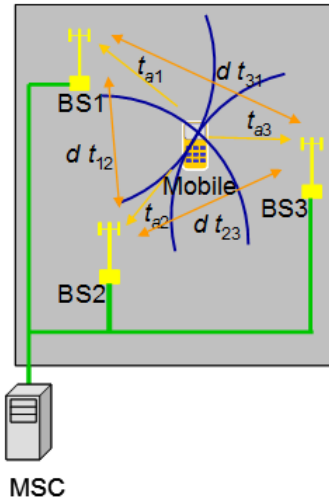 t_a1
d t_31
BS1
t_a3
d t_12
Mobile
BS3
t_a2
d t_23
BS2
MSC